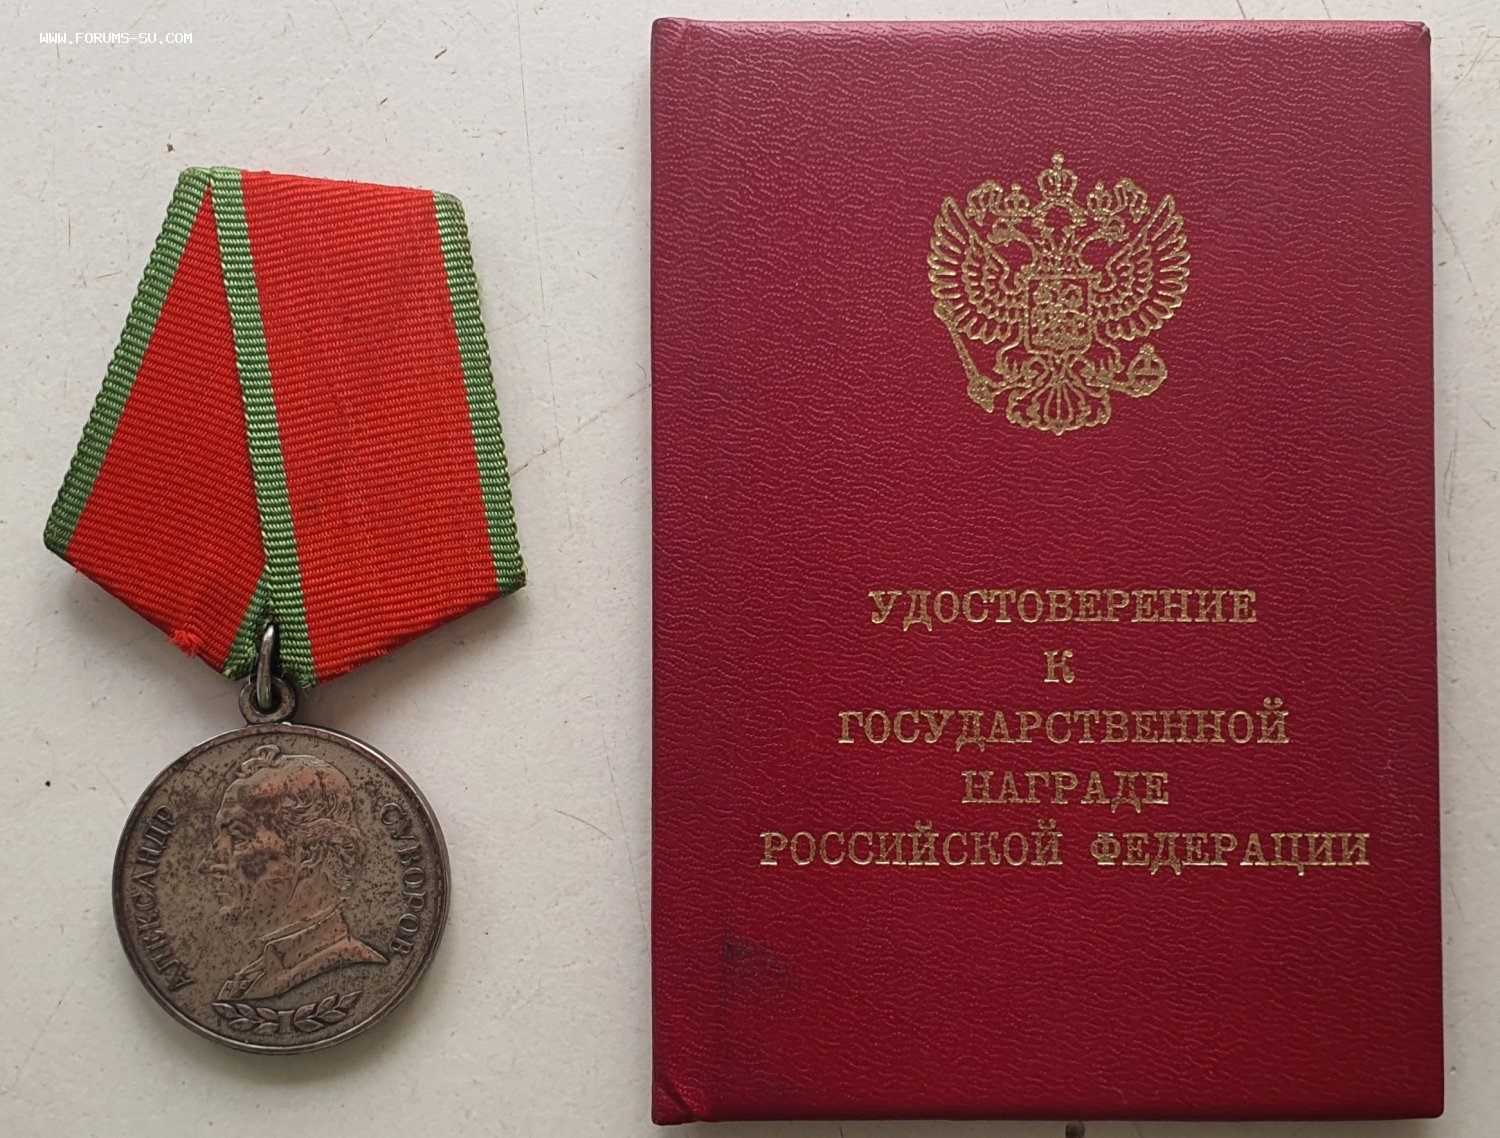 WWW.FORUMS-SU.COM
АЛЕКСАНДР СУВОРОВ
УДОСТОВЕРЕНИЕ
К
ГОСУДАРСТВЕННОЙ
НАГРАДЕ
РОССИЙСКОЙ ФЕДЕРАЦИИ